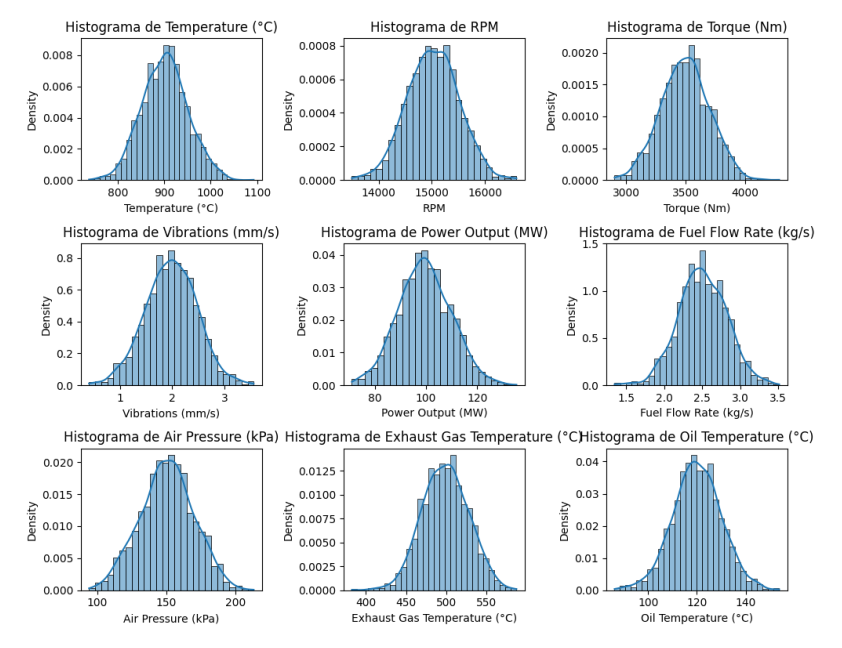 Histograma de Temperature (°C)
Density
0.008
0.006
0.004
0.002
0.000
800 900 1000 1100
Temperature (°C)
Histograma de RPM
Density
0.0008
0.0006
0.0004
0.0002
0.0000
14000 15000 16000
RPM
Histograma de Torque (Nm)
Density
0.0020
0.0015
0.0010
0.0005
0.0000
3000 3500 4000
Torque (Nm)
Histograma de Vibrations (mm/s)
Density
0.8
0.6
0.4
0.2
0.0
1 2 3
Vibrations (mm/s)
Histograma de Power Output (MW)
Density
0.04
0.03
0.02
0.01
0.00
80 100 120
Power Output (MW)
Histograma de Fuel Flow Rate (kg/s)
Density
1.5
1.0
0.5
0.0
1.5 2.0 2.5 3.0 3.5
Fuel Flow Rate (kg/s)
Histograma de Air Pressure (kPa)
Density
0.020
0.015
0.010
0.005
0.000
100 150 200
Air Pressure (kPa)
Histograma de Exhaust Gas Temperature (°C)
Density
0.0125
0.0100
0.0075
0.0050
0.0025
0.0000
400 450 500 550
Exhaust Gas Temperature (°C)
Histograma de Oil Temperature (°C)
Density
0.04
0.03
0.02
0.01
0.00
100 120 140
Oil Temperature (°C)